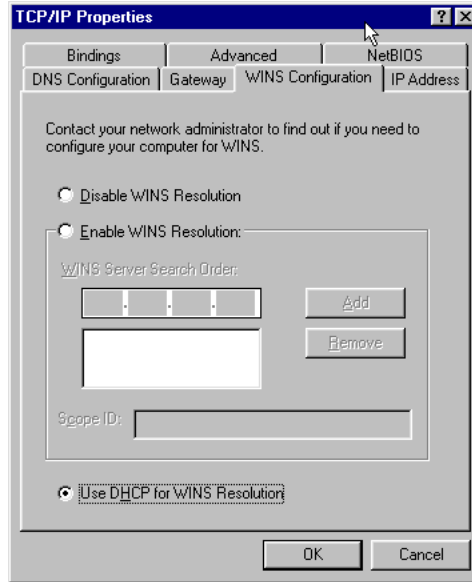 TCP/IP Properties
Bindings Advanced NetBIOS
DNS Configuration Gateway WINS Configuration IP Address
Contact your network administrator to find out if you need to
configure your computer for WINS.
Disable WINS Resolution
Enable WINS Resolution:
WINS Server Search Order:
Add
Remove
Scope ID:
Use DHCP for WINS Resolution
OK Cancel